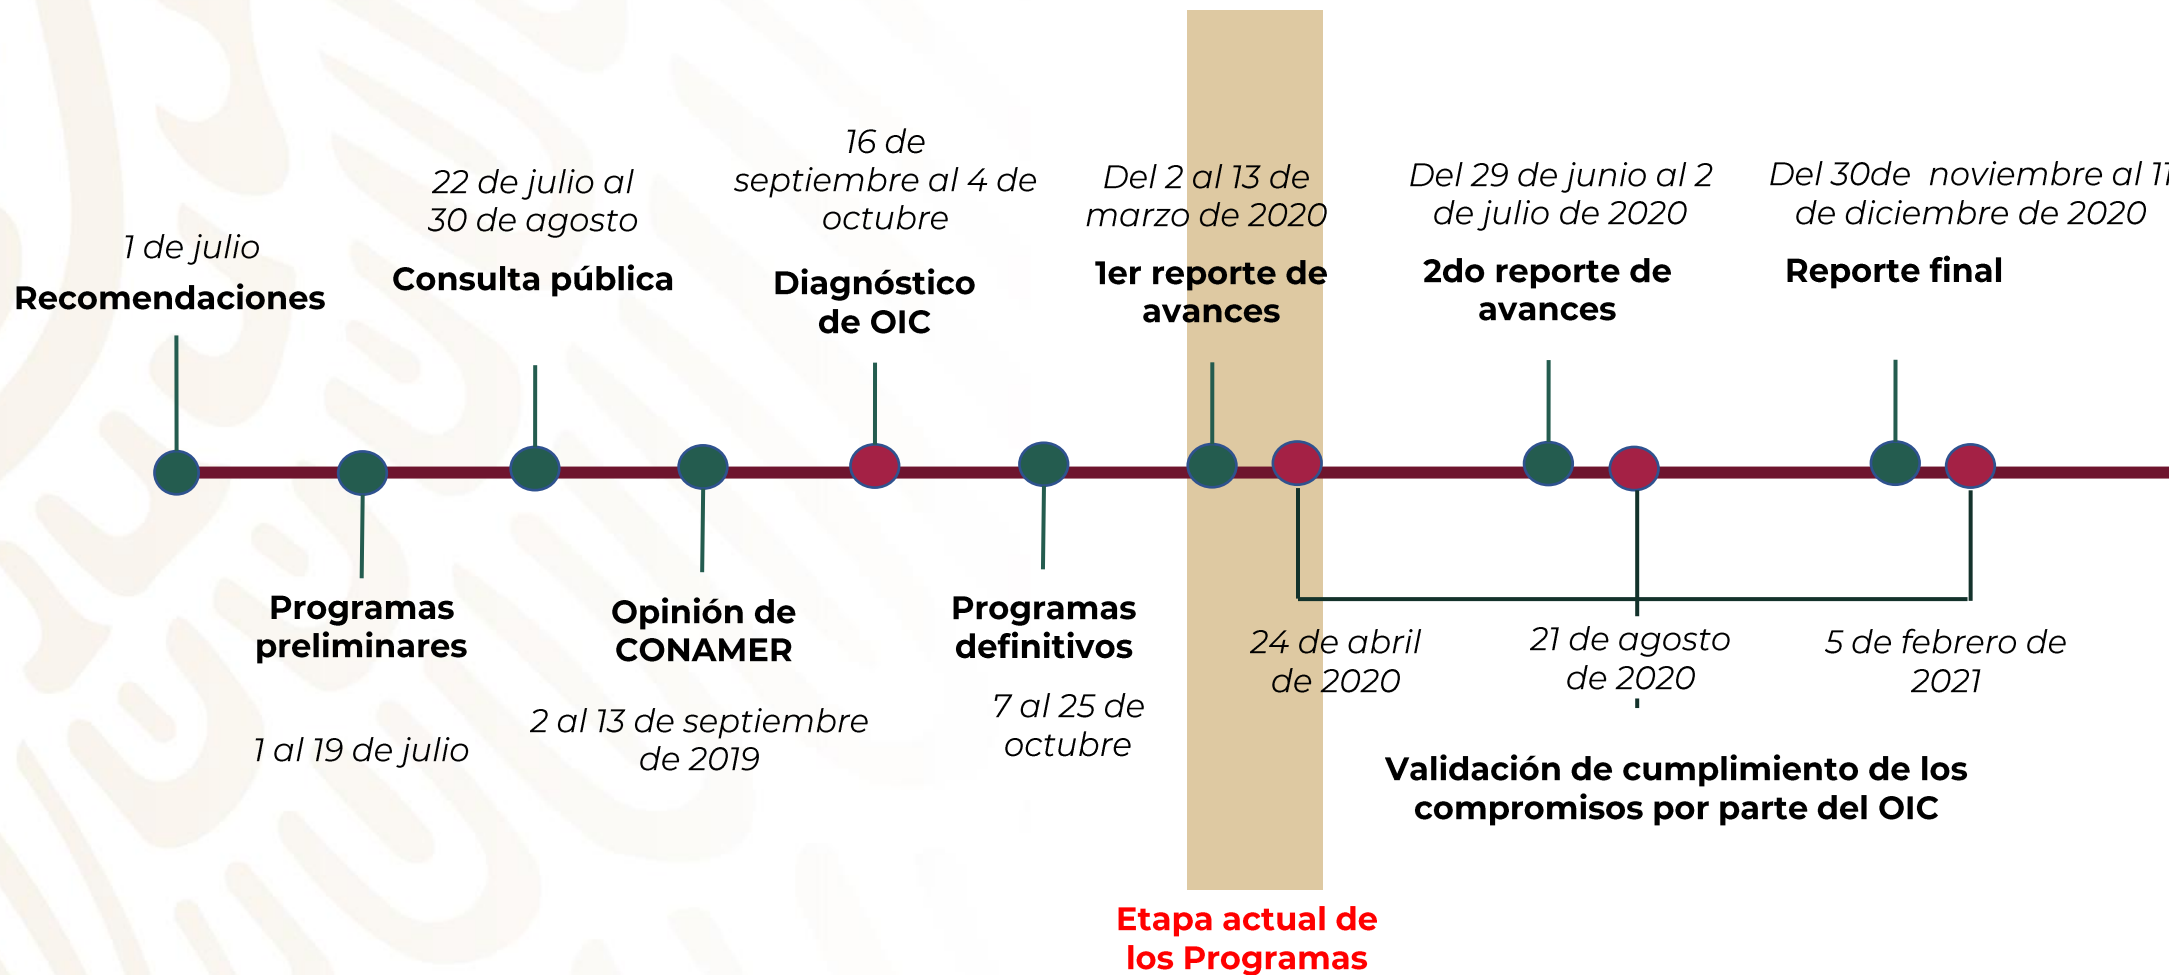 1 de julio
Recomendaciones
22 de julio al
30 de agosto
Consulta pública
16 de
septiembre al 4 de
octubre
Diagnóstico
de OIC
Del 2 al 13 de
marzo de 2020
1er reporte de
avances
Del 29 de junio al 2
de julio de 2020
2do reporte de
avances
Del 30de  noviembre al 11
de diciembre de 2020
Reporte final
Programas
preliminares
1 al 19 de julio
Opinión de
CONAMER
2 al 13 de septiembre
de 2019
Programas
definitivos
7 al 25 de
octubre
24 de abril
de 2020
21 de agosto
de 2020
5 de febrero de
2021
Validación de cumplimiento de los
compromisos por parte del OIC
Etapa actual de
los Programas